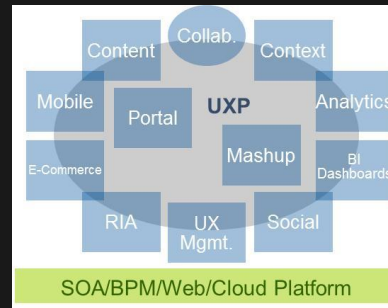 Collab.
Content
Context
Mobile
UXP
Analytics
Portal
Mashup
E-Commerce
BI
Dashboards
RIA
UX
Mgmt.
Social
SOA/BPM/Web/Cloud Platform